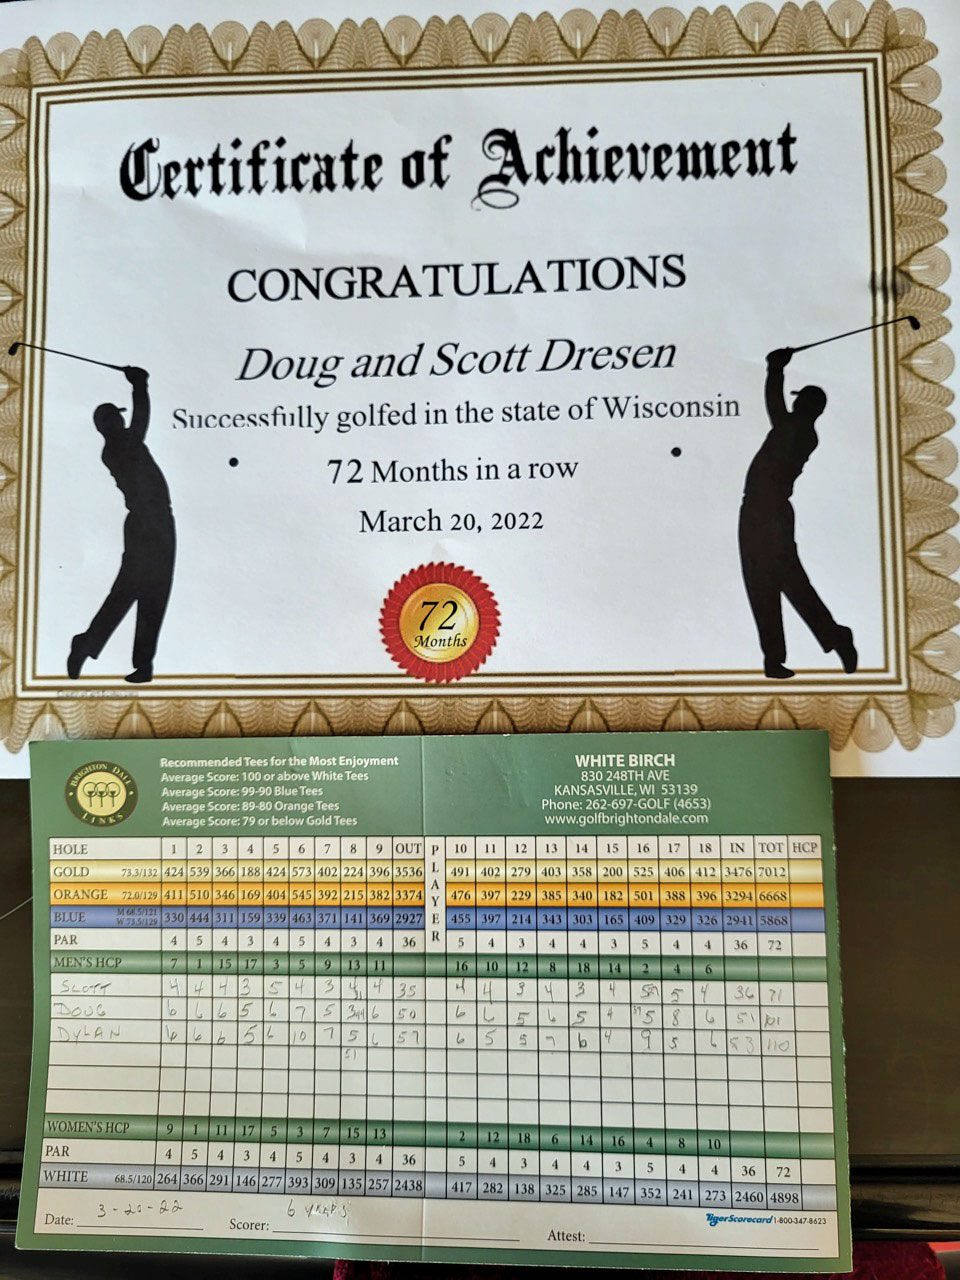 Certificate of Achievement
CONGRATULATIONS
Doug and Scott Dresen
Successfully golfed in the state of Wisconsin
72 Months in a row
March 20, 2022
72
Months
BRIGHTON DALE
LINKS
Recommended Tees for the Most Enjoyment
Average Score: 100 or above White Tees
Average Score: 99-90 Blue Tees
Average Score: 89-80 Orange Tees
Average Score: 79 or below Gold Tees
WHITE BIRCH
830 248TH AVE
KANSASVILLE, WI 53139
Phone: 262-697-GOLF (4653)
www.golfbrightondale.com
HOLE 1 2 3 4 5 6 7 8 9 OUT PLAYER 10 11 12 13 14 15 16 17 18 IN TOT HCP
GOLD 73.3/132 424 539 366 188 424 573 402 224 396 3536 491 402 279 403 358 200 525 406 412 3476 7012
ORANGE 72.0/129 411 510 346 169 404 545 392 215 382 3374 476 397 229 385 340 182 501 388 396 3294 6668
BLUE M 68.5/121 W 73.5/129 330 444 311 159 339 463 371 141 369 2927 455 397 214 343 303 165 409 329 326 2941 5868
PAR 4 5 4 3 4 5 4 3 4 36 5 4 3 4 4 3 5 4 4 36 72
MEN'S HCP 7 1 15 17 3 5 9 13 11 16 10 12 8 18 14 2 4 6
SCOTT 4 4 4 3 5 4 3 4 4 35 4 4 3 4 3 4 5 4 36 71
DOUG 6 6 6 5 6 7 5 6 50 6 6 5 6 5 4 5 8 6 51 101
DYLAN 6 6 6 5 6 10 7 5 6 57 6 5 5 7 6 4 9 5 6 53 110
51
WOMEN'S HCP 9 1 11 17 5 3 7 15 13 2 12 18 6 14 16 4 8 10
PAR 4 5 4 3 4 5 4 3 4 36 5 4 3 4 4 3 5 4 4 36 72
WHITE 68.5/120 264 366 291 146 277 393 309 135 257 2438 417 282 138 325 285 147 352 241 273 2460 4898
Date: 3-20-22 Scorer: 6 YEARS Attest:
TigerScorecard 1-800-347-8623